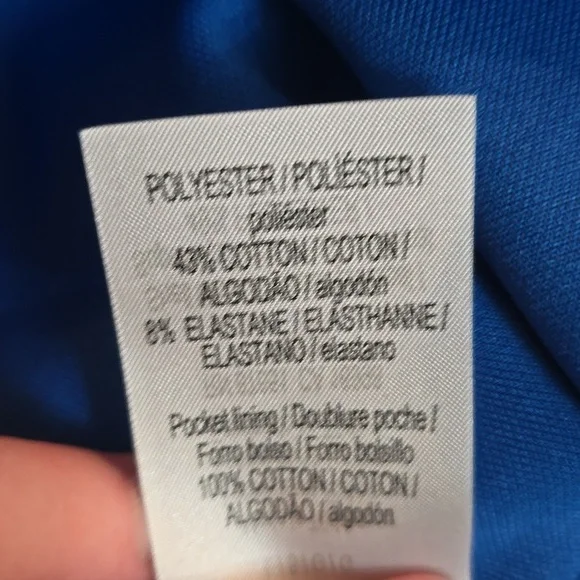 POLYESTER / POLIÉSTER /
poliéster
43% COTTON / COTON /
ALGODÃO / algodón
8% ELASTANE / ELASTHANNE /
ELASTANO / elastano
Pocket lining / Doublure poche /
Forro bolso / Forro bolsillo
100% COTTON / COTON /
ALGODÃO / algodón